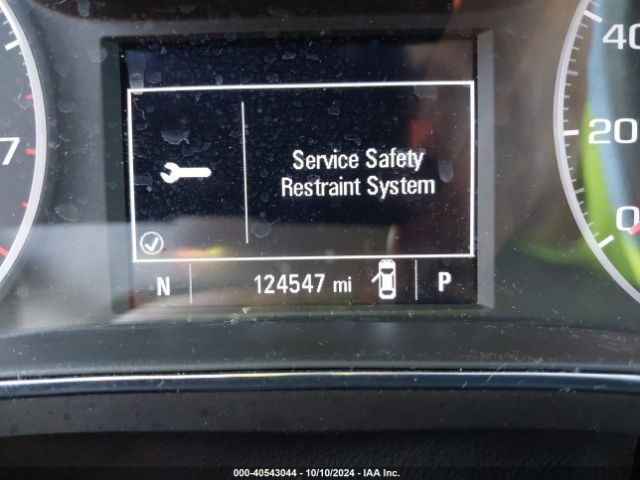 40
7
20
0
Service Safety
Restraint System
N 124547 mi P
000-40543044 - 10/10/2024 - IAA Inc.